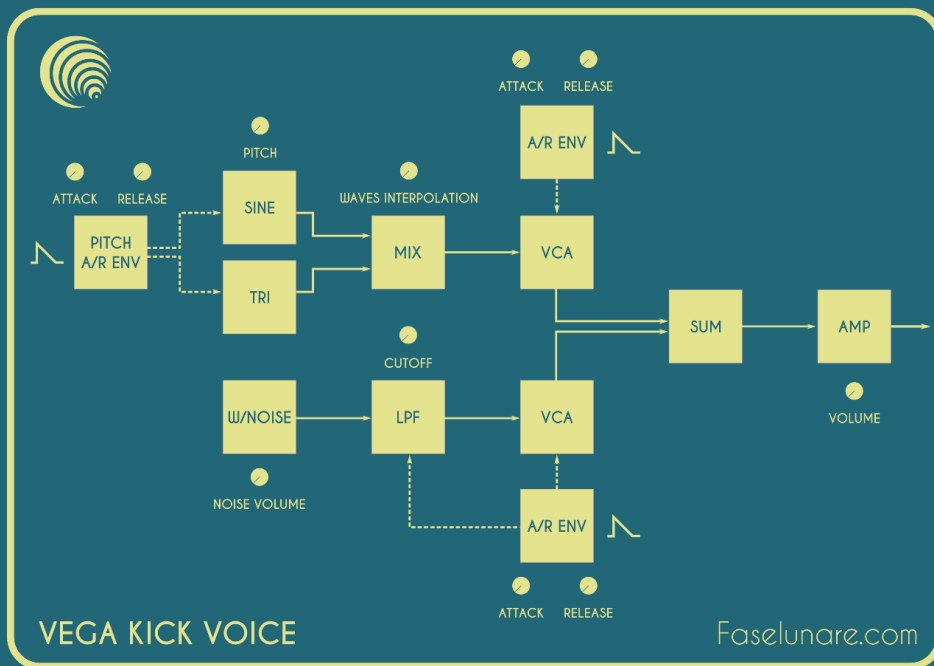 ATTACK RELEASE
A/R ENV
PITCH
WAVES INTERPOLATION
ATTACK RELEASE
SINE
PITCH
A/R ENV
MIX
VCA
TRI
SUM
AMP
CUTOFF
VOLUME
W/NOISE
LPF
VCA
NOISE VOLUME
A/R ENV
ATTACK RELEASE
VEGA KICK VOICE
Faselunare.com